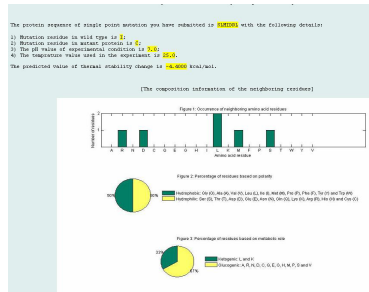 The protein sequence of single point mutation you have submitted is with the following details:
1) Mutation residue in wild type is I;
2) Mutation residue in mutant protein is C;
3) The pH value of experimental condition is 7.0;
4) The temprature value used in the experiment is 25.0.
The predicted value of thermal stability change is -4.6000 kcal/mol.
[The composition information of the neighboring residues]
Figure 1: Occurrence of neighboring amino acid residues
Number of residues
2
1
A R N D C Q E G H I L K M F P S T W Y V
Amino acid residue
Figure 2: Percentage of residues based on polarity
50%
50%
Hydrophobic: Gly (G), Ala (A), Val (V), Leu (L), Ile (I), Met (M), Pro (P), Phe (F), Tyr (Y) and Trp (W)
Hydrophilic: Ser (S), Thr (T), Asp (D), Glu (E), Asn (N), Gln (Q), Lys (K), Arg (R), His (H) and Cys (C)
Figure 3: Percentage of residues based on metabolic role
33%
67%
Ketogenic: L and K
Glucogenic: A, R, N, D, C, Q, E, G, H, M, P, S and V